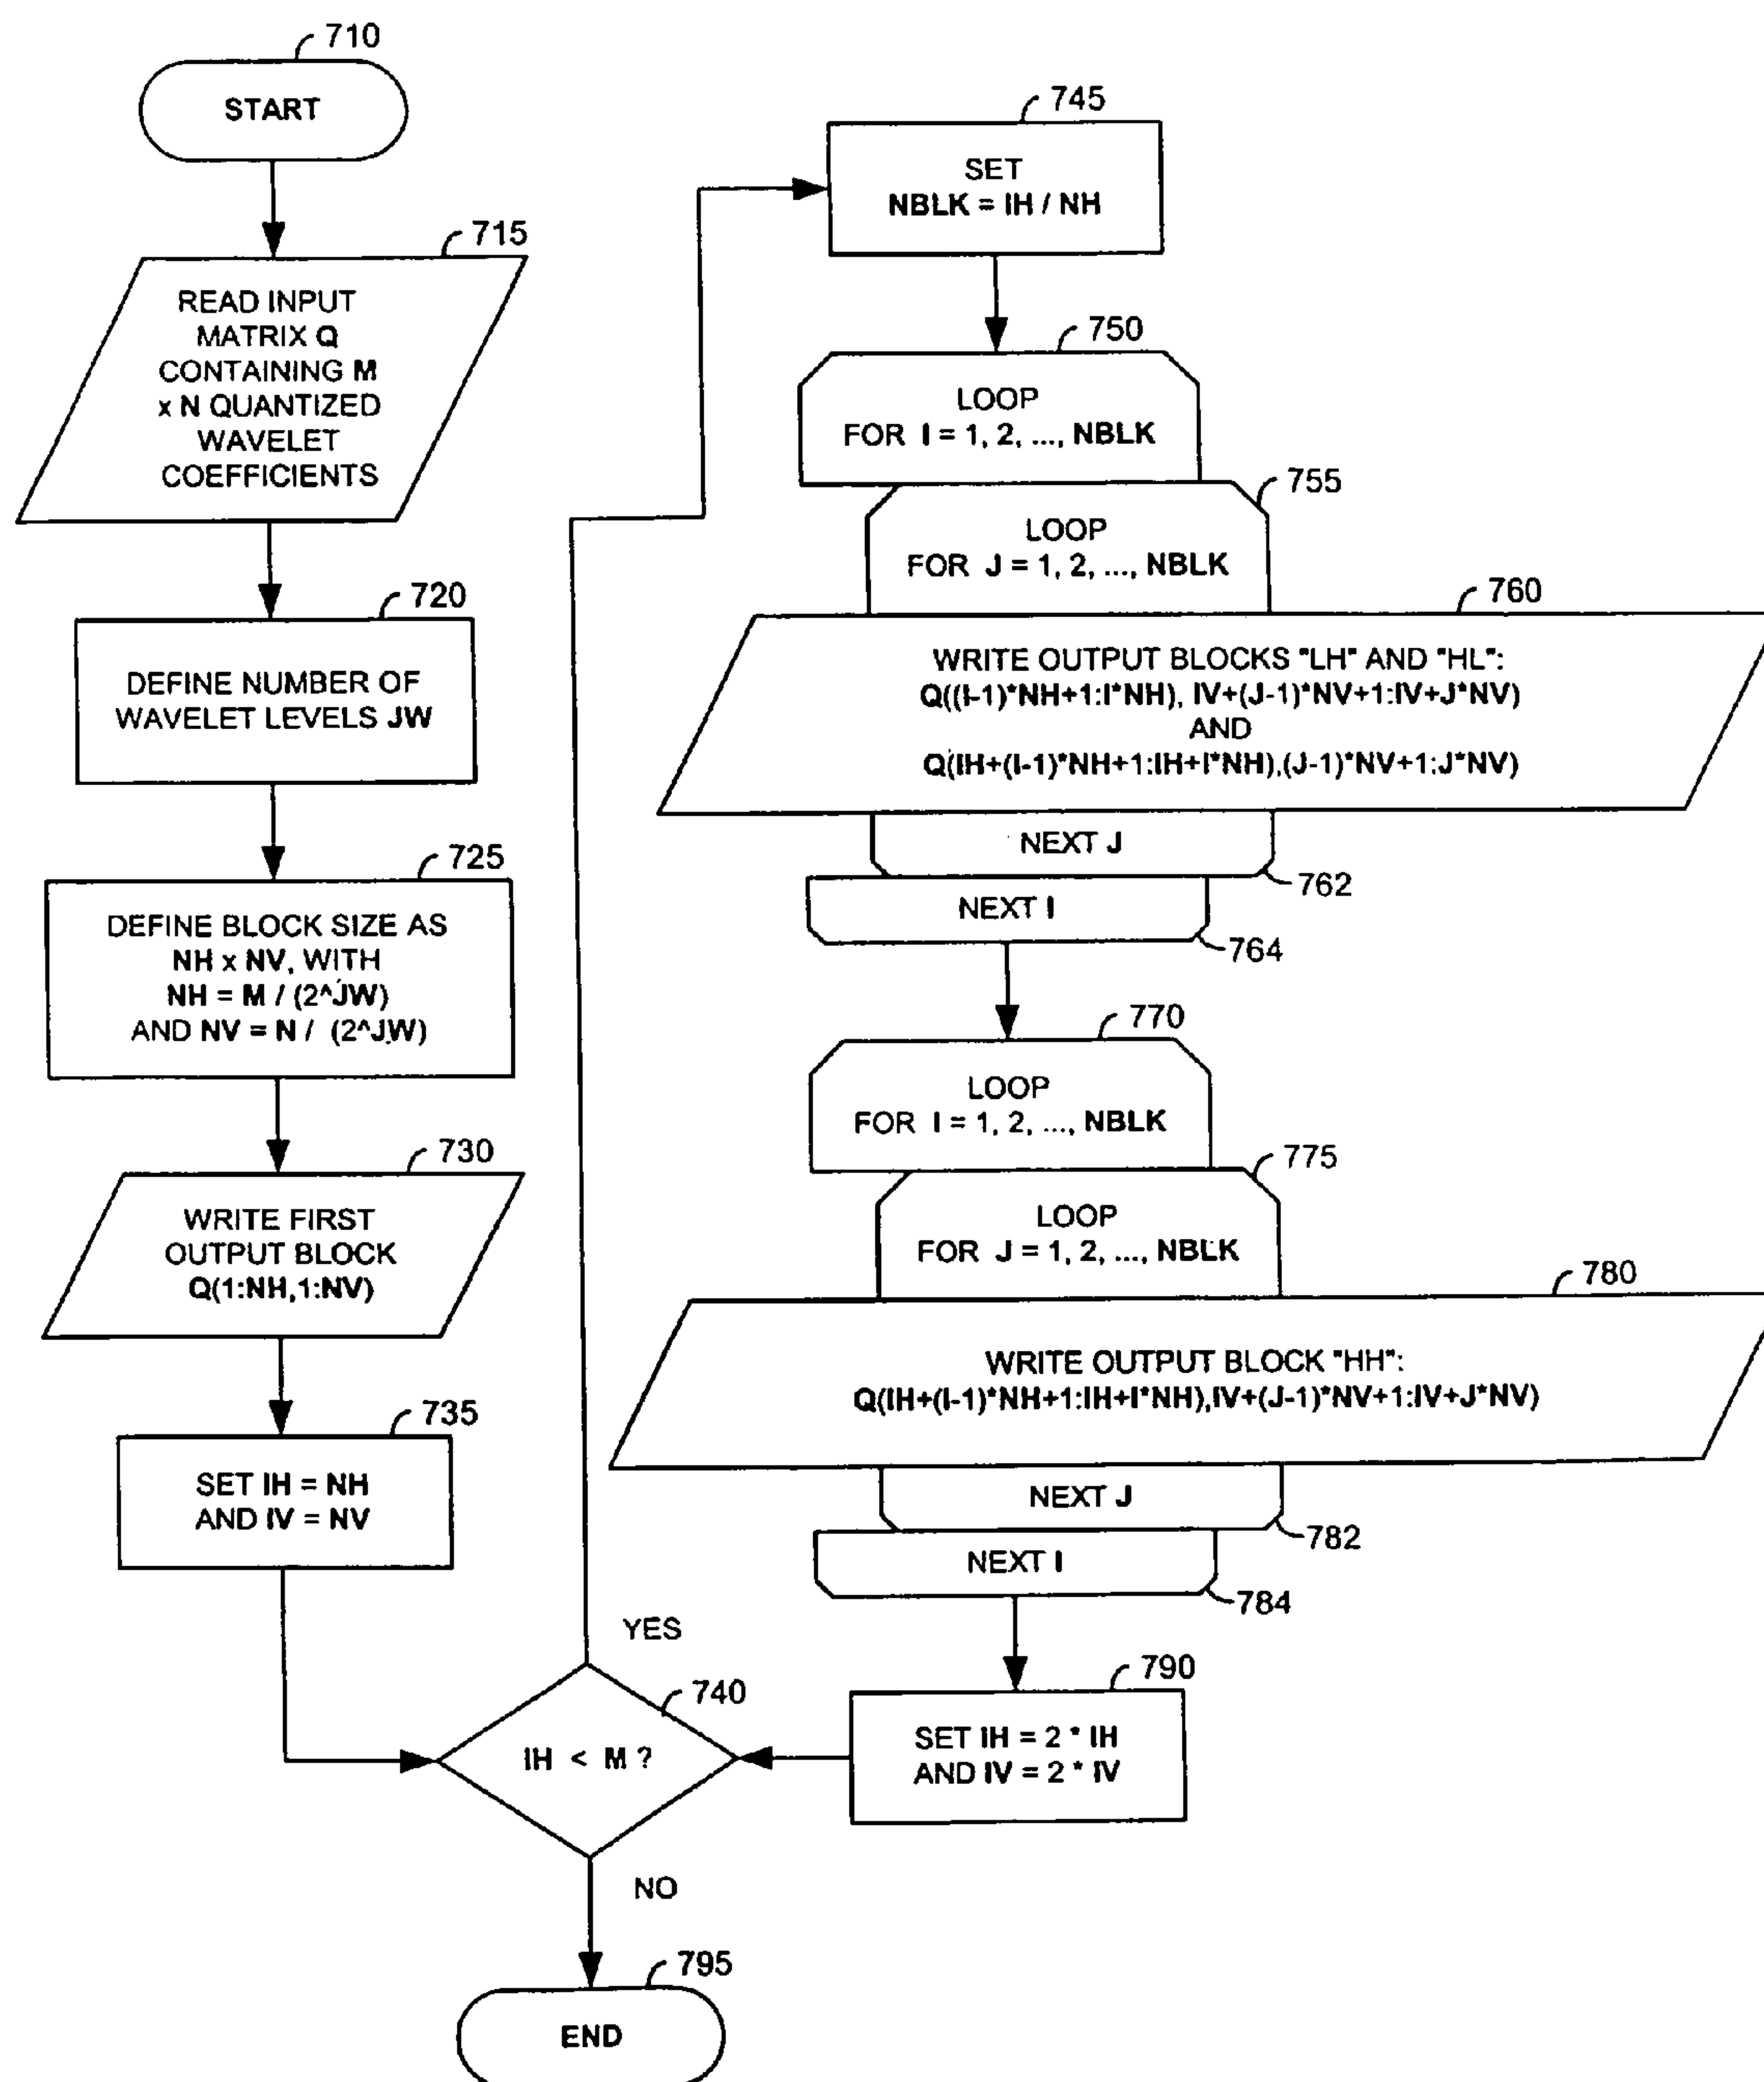 710
START
715
READ INPUT
MATRIX Q
CONTAINING M
x N QUANTIZED
WAVELET
COEFFICIENTS
720
DEFINE NUMBER OF
WAVELET LEVELS JW
725
DEFINE BLOCK SIZE AS
NH x NV, WITH
NH = M / (2^JW)
AND NV = N / (2^JW)
730
WRITE FIRST
OUTPUT BLOCK
Q(1:NH,1:NV)
735
SET IH = NH
AND IV = NV
YES
740
IH < M ?
NO
795
END
745
SET
NBLK = IH / NH
750
LOOP
FOR I = 1, 2, ..., NBLK
755
LOOP
FOR J = 1, 2, ..., NBLK
760
WRITE OUTPUT BLOCKS "LH" AND "HL":
Q((I-1)*NH+1:I*NH), IV+(J-1)*NV+1:IV+J*NV)
AND
Q(IH+(I-1)*NH+1:IH+I*NH),(J-1)*NV+1:J*NV)
NEXT J
762
NEXT I
764
770
LOOP
FOR I = 1, 2, ..., NBLK
775
LOOP
FOR J = 1, 2, ..., NBLK
780
WRITE OUTPUT BLOCK "HH":
Q(IH+(I-1)*NH+1:IH+I*NH),IV+(J-1)*NV+1:IV+J*NV)
NEXT J
782
NEXT I
784
790
SET IH = 2 * IH
AND IV = 2 * IV